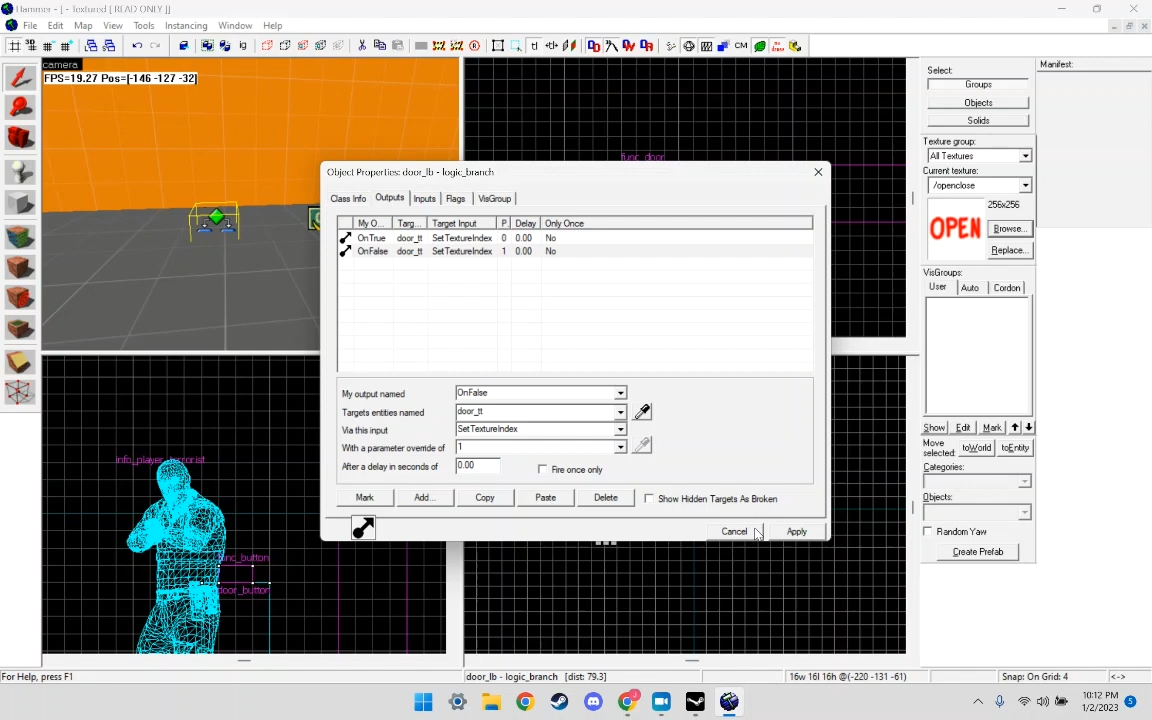 Hammer - [ - Textured [ READ ONLY ]]
File Edit Map View Tools Instancing Window Help
camera
FPS=19.27 Pos=[-146 -127 -32]
func_door
Object Properties: door_lb - logic_branch
Class Info Outputs Inputs Flags VisGroup
My O... Targ... Target Input P Delay Only Once
OnTrue door_tt SetTextureIndex 0 0.00 No
OnFalse door_tt SetTextureIndex 1 0.00 No
My output named OnFalse
Targets entities named door_tt
Via this input SetTextureIndex
With a parameter override of 1
After a delay in seconds of 0.00 Fire once only
Mark Add... Copy Paste Delete Show Hidden Targets As Broken
Cancel Apply
func_button
door_button
Select:
Groups
Objects
Solids
Texture group:
All Textures
Current texture:
/openclose
256x256
OPEN
Browse...
Replace...
VisGroups:
User Auto Cordon
Show Edit Mark
Move selected: toWorld toEntity
Categories:
Objects:
Random Yaw
Create Prefab
Manifest:
For Help, press F1
door_lb - logic_branch [dist: 79.3]
16w 16l 16h @(-220 -131 -61)
Snap: On Grid: 4
<->
10:12 PM
1/2/2023
5